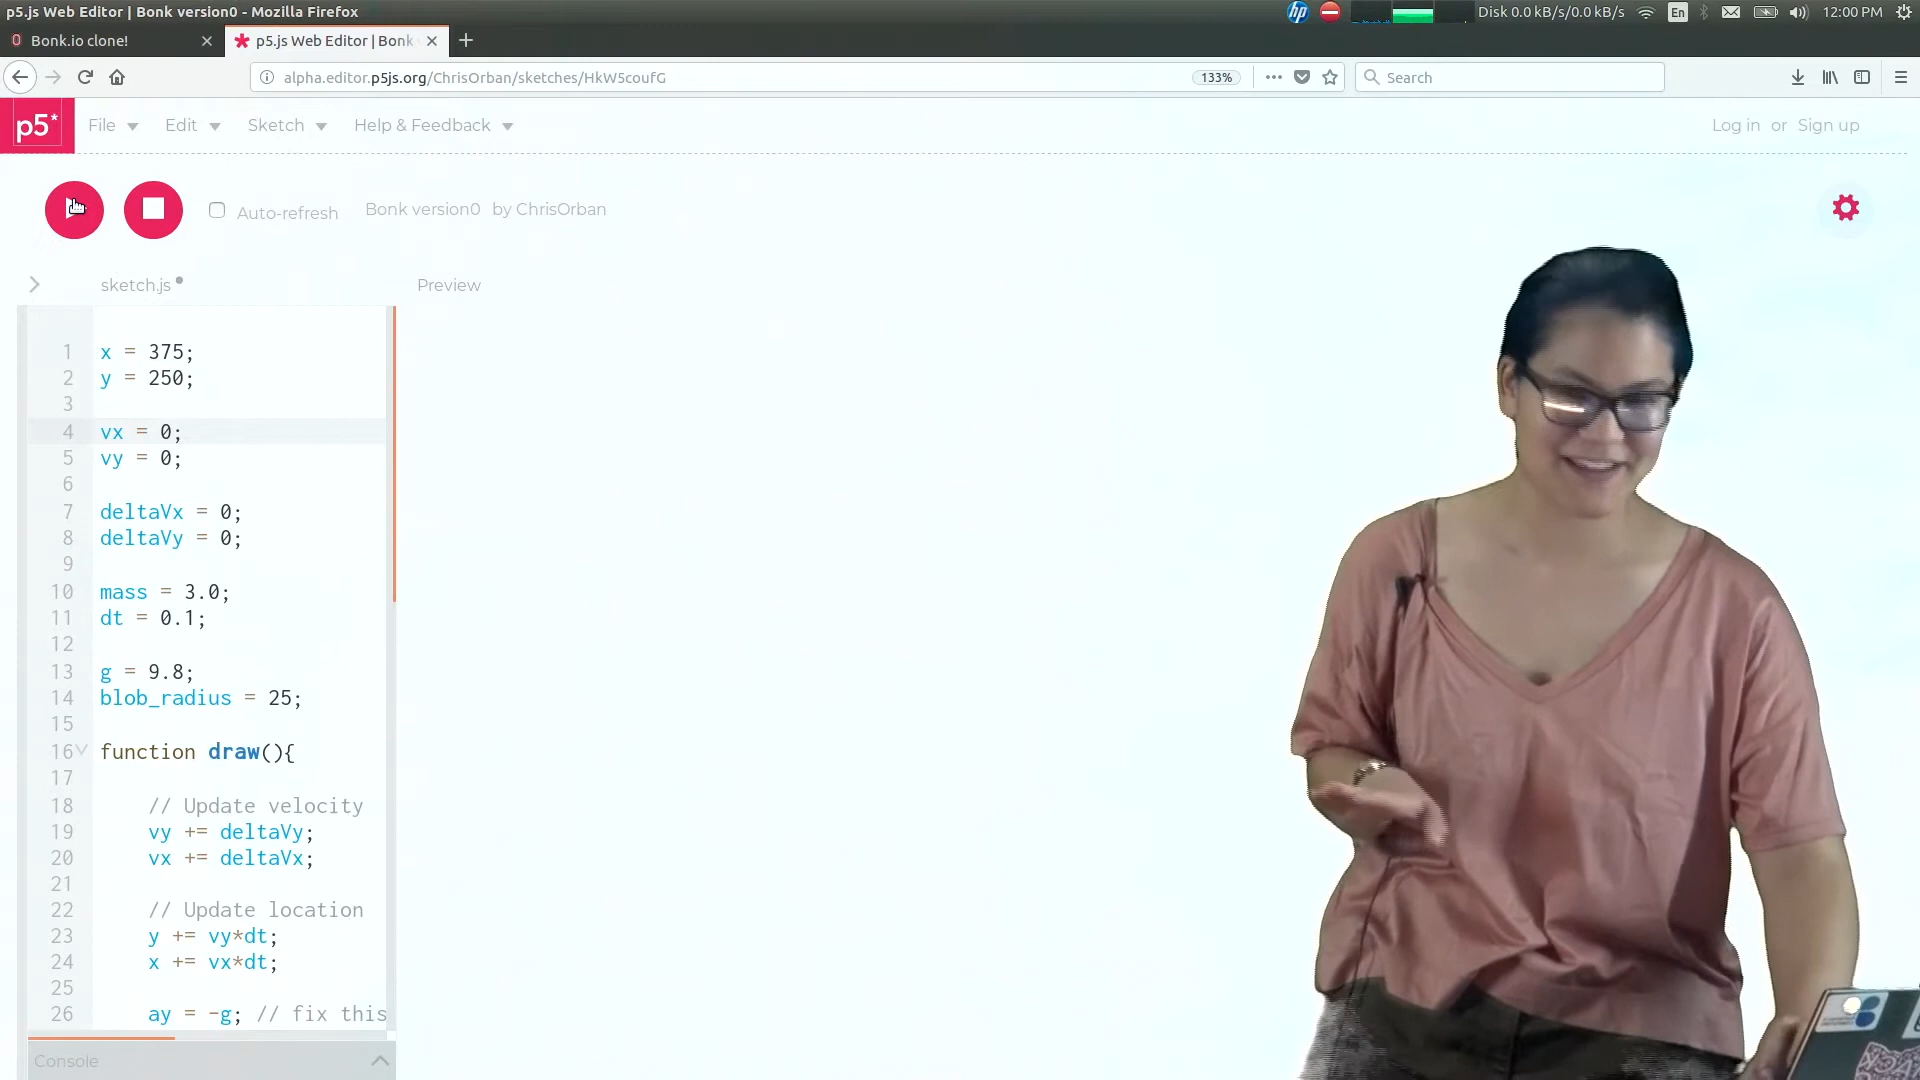 p5.js Web Editor | Bonk version0 - Mozilla Firefox
hp
Disk 0.0 kB/s/0.0 kB/s
En
12:00 PM
Bonk.io clone!
p5.js Web Editor | Bonk
alpha.editor.p5js.org/ChrisOrban/sketches/HkW5coufG
133%
Search
p5*
File
Edit
Sketch
Help & Feedback
Log in or Sign up
Auto-refresh
Bonk version0 by ChrisOrban
sketch.js
Preview
1 x = 375;
2 y = 250;
3
4 vx = 0;
5 vy = 0;
6
7 deltaVx = 0;
8 deltaVy = 0;
9
10 mass = 3.0;
11 dt = 0.1;
12
13 g = 9.8;
14 blob_radius = 25;
15
16 function draw(){
17
18 // Update velocity
19 vy += deltaVy;
20 vx += deltaVx;
21
22 // Update location
23 y += vy*dt;
24 x += vx*dt;
25
26 ay = -g; // fix this
Console